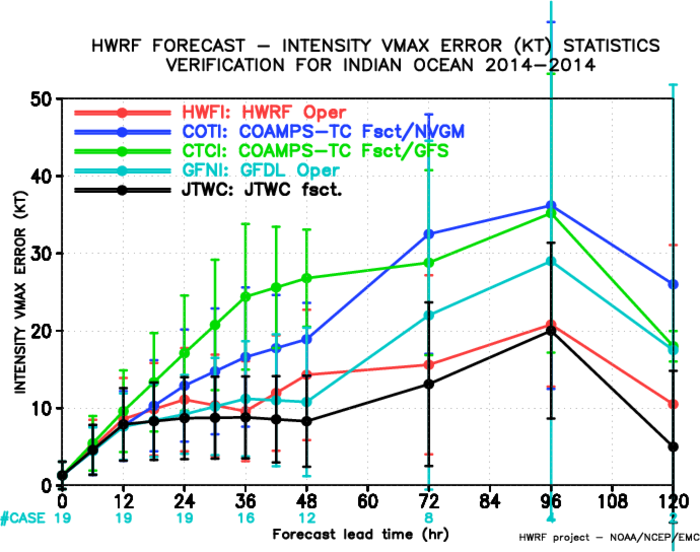 HWRF FORECAST – INTENSITY VMAX ERROR (KT) STATISTICS
VERIFICATION FOR INDIAN OCEAN 2014–2014
HWFI: HWRF Oper
COTI: COAMPS–TC Fsct/NVGM
CTCI: COAMPS–TC Fsct/GFS
GFNI: GFDL Oper
JTWC: JTWC fsct.
INTENSITY VMAX ERROR (KT)
50
40
30
20
10
0
0 12 24 36 48 60 72 84 96 108 120
#CASE 19 19 19 16 12 8 4 2
Forecast lead time (hr)
HWRF project – NOAA/NCEP/EMC